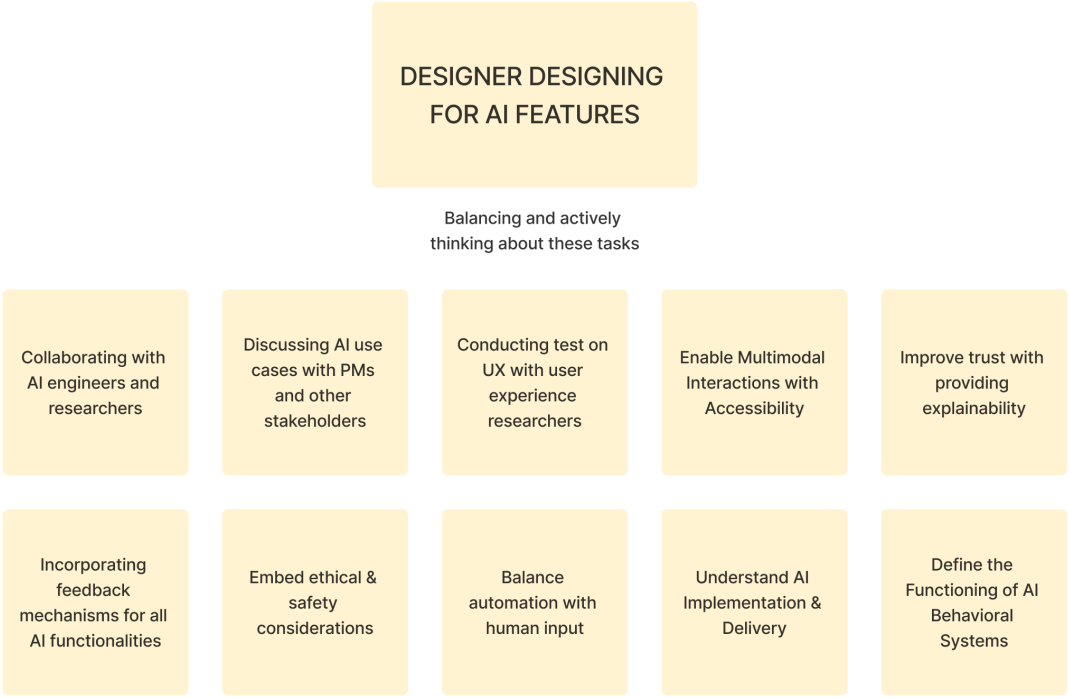 DESIGNER DESIGNING
FOR AI FEATURES
Balancing and actively
thinking about these tasks
Collaborating with
AI engineers and
researchers
Discussing AI use
cases with PMs
and other
stakeholders
Conducting test on
UX with user
experience
researchers
Enable Multimodal
Interactions with
Accessibility
Improve trust with
providing
explainability
Incorporating
feedback
mechanisms for all
AI functionalities
Embed ethical &
safety
considerations
Balance
automation with
human input
Understand AI
Implementation &
Delivery
Define the
Functioning of AI
Behavioral
Systems